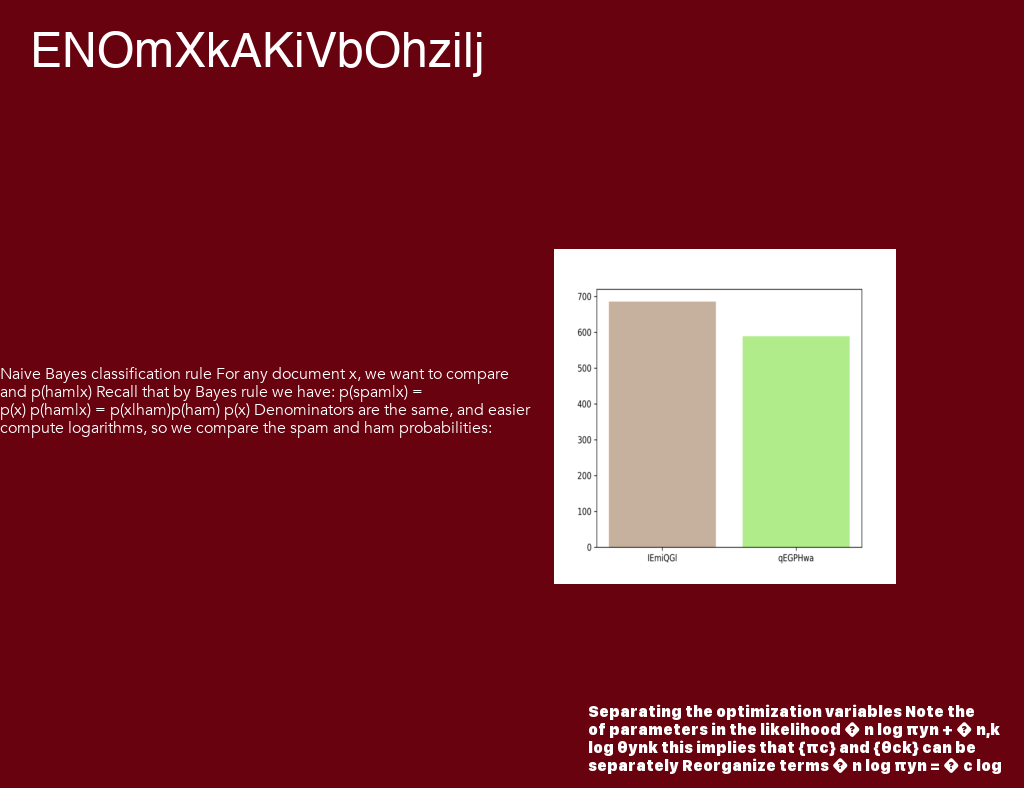 ENOmXkAKiVbOhzilj
Naive Bayes classification rule For any document x, we want to compare
and p(ham|x) Recall that by Bayes rule we have: p(spam|x) =
p(x) p(ham|x) = p(x|ham)p(ham) p(x) Denominators are the same, and easier
compute logarithms, so we compare the spam and ham probabilities:
700
600
500
400
300
200
100
0
lEmiQGl qEGPHwa
Separating the optimization variables Note the
of parameters in the likelihood � n log πyn + � n,k
log θynk this implies that {πc} and {θck} can be
separately Reorganize terms � n log πyn = � c log